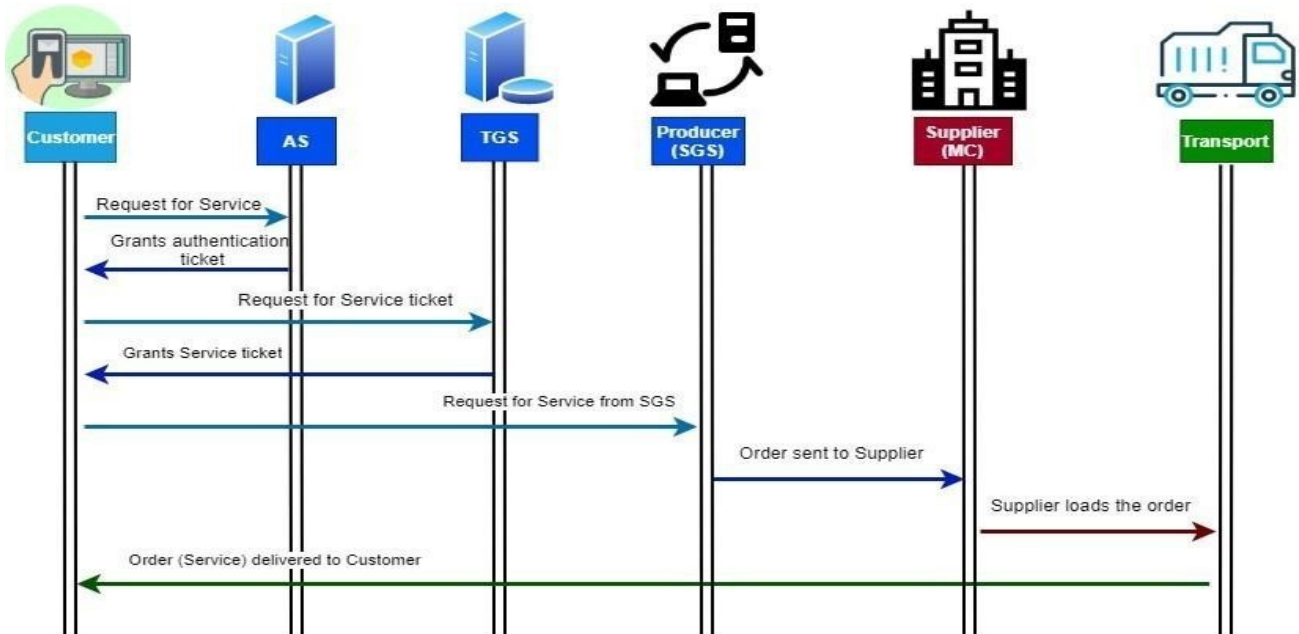 Customer
AS
TGS
Producer
(SGS)
Supplier
(MC)
Transport
Request for Service
Grants authentication
ticket
Request for Service ticket
Grants Service ticket
Request for Service from SGS
Order sent to Supplier
Supplier loads the order
Order (Service) delivered to Customer